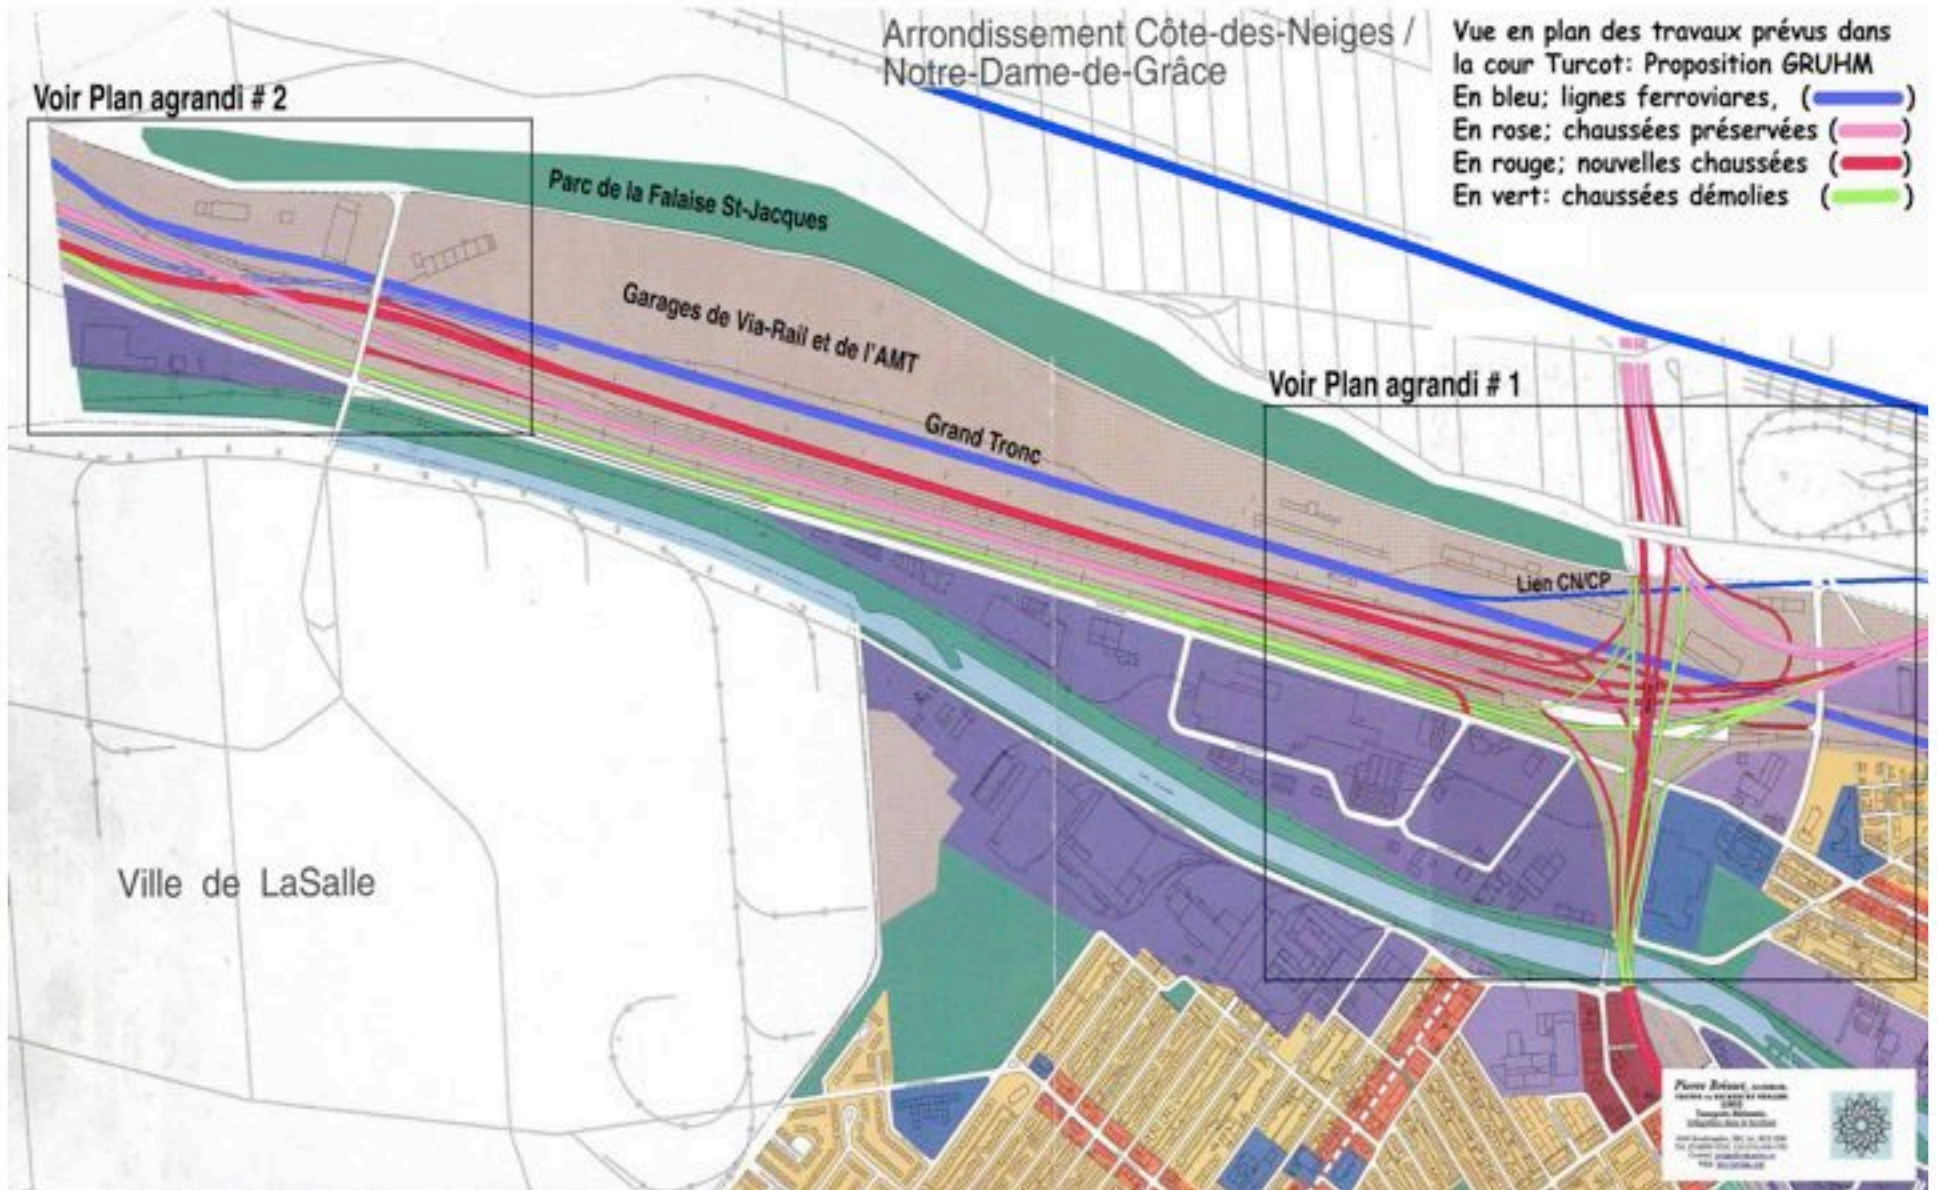 Arrondissement Côte-des-Neiges /
Notre-Dame-de-Grâce
Vue en plan des travaux prévus dans
la cour Turcot: Proposition GRUHM
En bleu; lignes ferroviares, ( )
En rose; chaussées préservées ( )
En rouge; nouvelles chaussées ( )
En vert: chaussées démolies ( )
Voir Plan agrandi # 2
Parc de la Falaise St-Jacques
Garages de Via-Rail et de l'AMT
Grand Tronc
Voir Plan agrandi # 1
Lien CN/CP
Ville de LaSalle
Pierre Brisset,